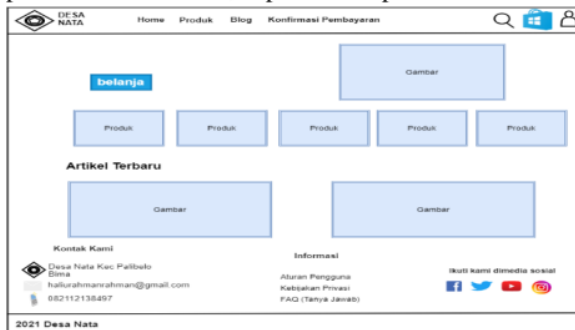 DESA
NATA
Home Produk Blog Konfirmasi Pembayaran
Gambar
belanja
Produk Produk Produk Produk Produk
Artikel Terbaru
Gambar Gambar
Kontak Kami
Informasi
Desa Nata Kec Palibelo
Bima
haliurahmanrahman@gmail.com
082112138497
Aturan Pengguna
Kebijakan Privasi
FAQ (Tanya Jawab)
Ikuti kami dimedia sosial
2021 Desa Nata